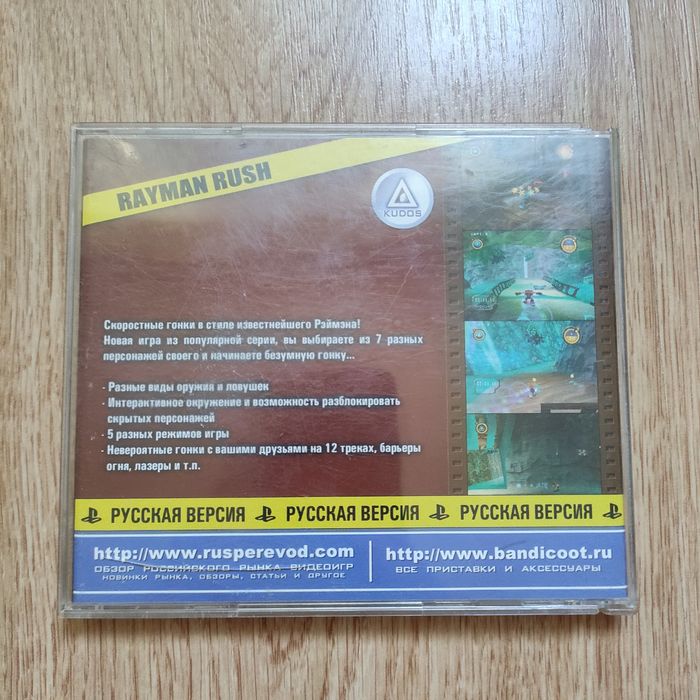 RAYMAN RUSH
KUDOS
Скоростные гонки в стиле известнейшего Рэймэна!
Новая игра из популярной серии, вы выбираете из 7 разных
персонажей своего и начинаете безумную гонку...
- Разные виды оружия и ловушек
- Интерактивное окружение и возможность разблокировать
скрытых персонажей
- 5 разных режимов игры
- Невероятные гонки с вашими друзьями на 12 треках, барьеры
огня, лазеры и т.п.
РУССКАЯ ВЕРСИЯ РУССКАЯ ВЕРСИЯ РУССКАЯ ВЕРСИЯ
http://www.rusperevod.com
ОБЗОР РОССИЙСКОГО РЫНКА ВИДЕОИГР
НОВИНКИ РЫНКА, ОБЗОРЫ, СТАТЬИ И ДРУГОЕ
http://www.bandicoot.ru
ВСЕ ПРИСТАВКИ И АКСЕССУАРЫ